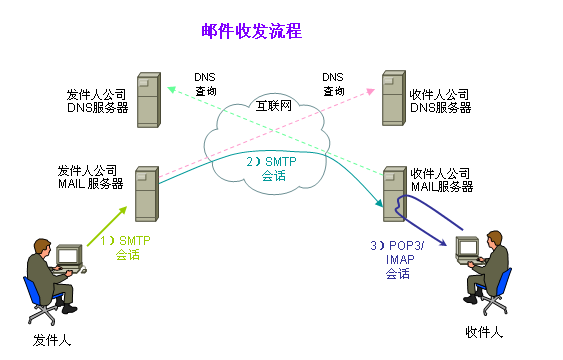 邮件收发流程
DNS
查询
DNS
查询
发件人公司
DNS服务器
互联网
收件人公司
DNS服务器
发件人公司
MAIL 服务器
2）SMTP
会话
收件人公司
MAIL服务器
1）SMTP
会话
3）POP3/
IMAP
会话
发件人
收件人